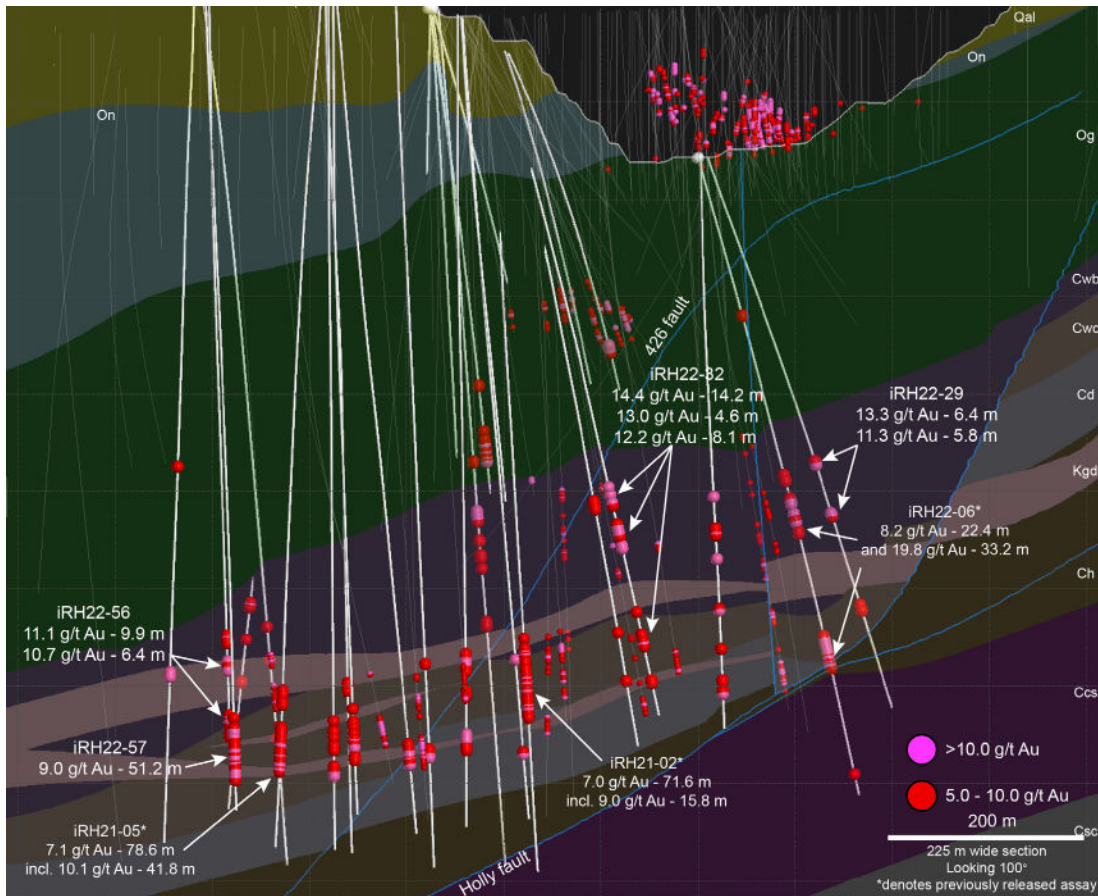 Qal
On
On
Og
Cwb
Cwc
Cd
Kgd
Ch
Ccs
Csc
426 fault
iRH22-32
14.4 g/t Au - 14.2 m
13.0 g/t Au - 4.6 m
12.2 g/t Au - 8.1 m
iRH22-29
13.3 g/t Au - 6.4 m
11.3 g/t Au - 5.8 m
iRH22-06*
8.2 g/t Au - 22.4 m
and 19.8 g/t Au - 33.2 m
iRH22-56
11.1 g/t Au - 9.9 m
10.7 g/t Au - 6.4 m
iRH22-57
9.0 g/t Au - 51.2 m
iRH21-05*
7.1 g/t Au - 78.6 m
incl. 10.1 g/t Au - 41.8 m
iRH21-02*
7.0 g/t Au - 71.6 m
incl. 9.0 g/t Au - 15.8 m
Holly fault
>10.0 g/t Au
5.0 - 10.0 g/t Au
200 m
225 m wide section
Looking 100°
*denotes previously released assay